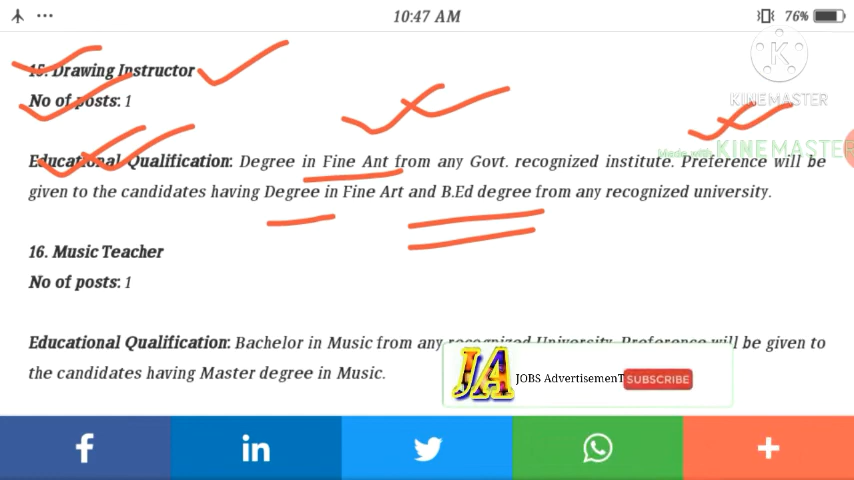 10:47 AM
76%
15. Drawing Instructor
No of posts: 1
KINEMASTER
Made with KINEMASTER
Educational Qualification: Degree in Fine Ant from any Govt. recognized institute. Preference will be
given to the candidates having Degree in Fine Art and B.Ed degree from any recognized university.
16. Music Teacher
No of posts: 1
Educational Qualification: Bachelor in Music from any recognized University. Preference will be given to
the candidates having Master degree in Music.
JA
JOBS AdvertisemenT
SUBSCRIBE